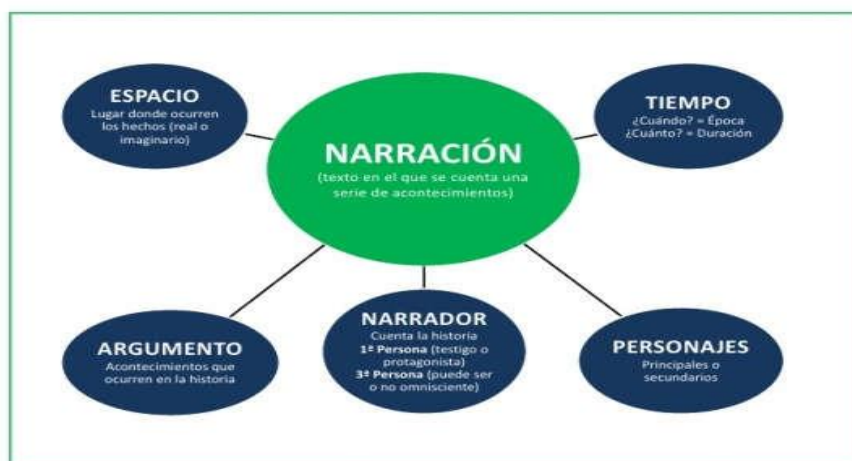 ESPACIO
Lugar donde ocurren
los hechos (real o
imaginario)
TIEMPO
¿Cuándo? = Época
¿Cuánto? = Duración
NARRACIÓN
(texto en el que se cuenta una
serie de acontecimientos)
ARGUMENTO
Acontecimientos que
ocurren en la historia
NARRADOR
Cuenta la historia
1ª Persona (testigo o
protagonista)
3ª Persona (puede ser
o no omnisciente)
PERSONAJES
Principales o
secundarios